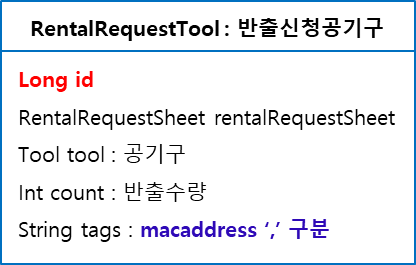 RentalRequestTool : 반출신청공기구
Long id
RentalRequestSheet rentalRequestSheet
Tool tool : 공기구
Int count : 반출수량
String tags : macaddress ‘,’ 구분